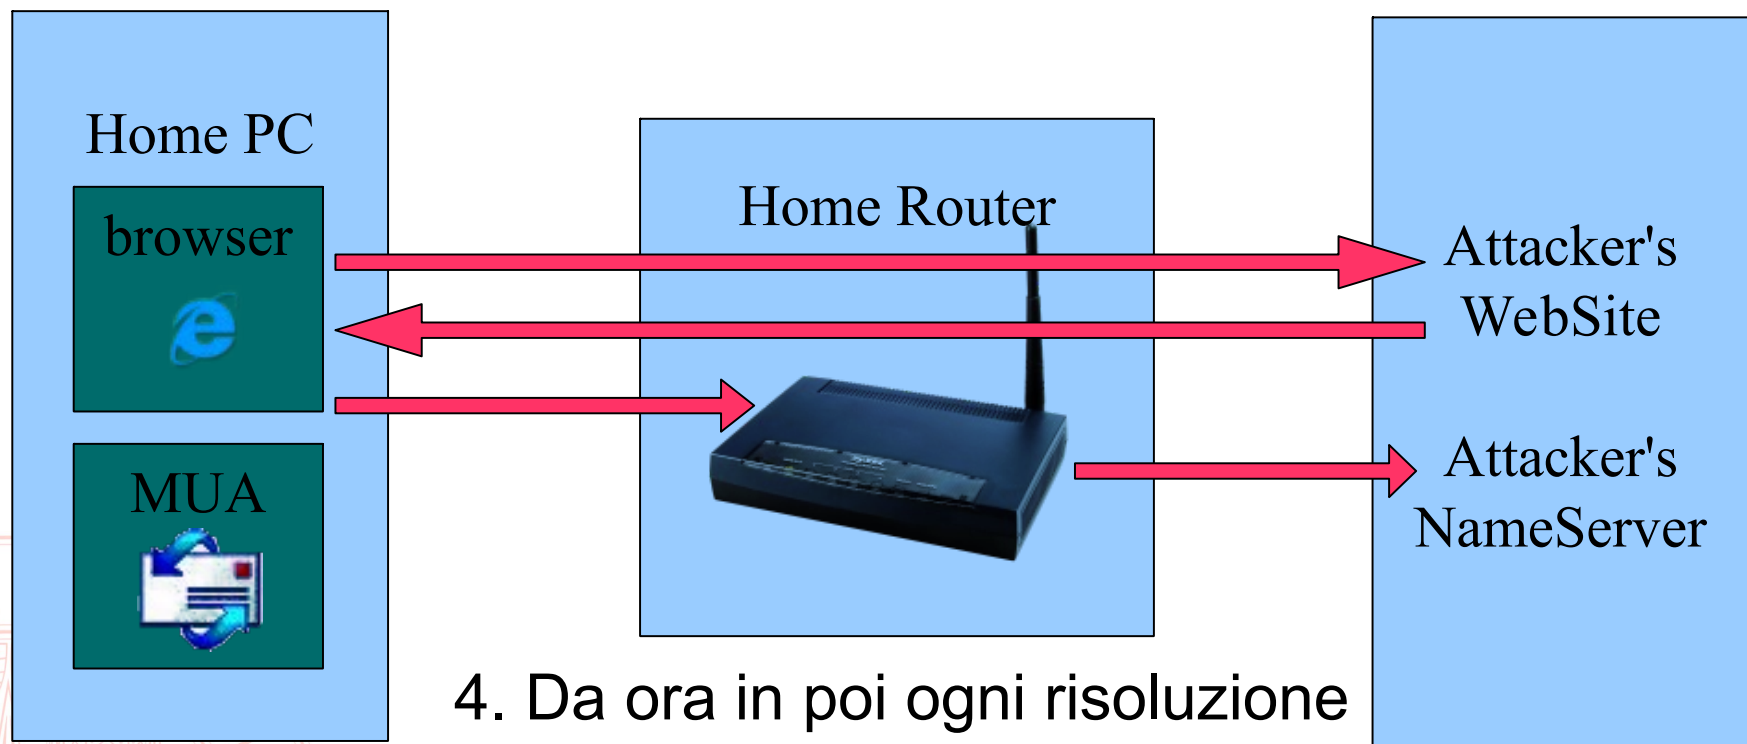 Home PC
browser
MUA
Home Router
Attacker's
WebSite
Attacker's
NameServer
4. Da ora in poi ogni risoluzione